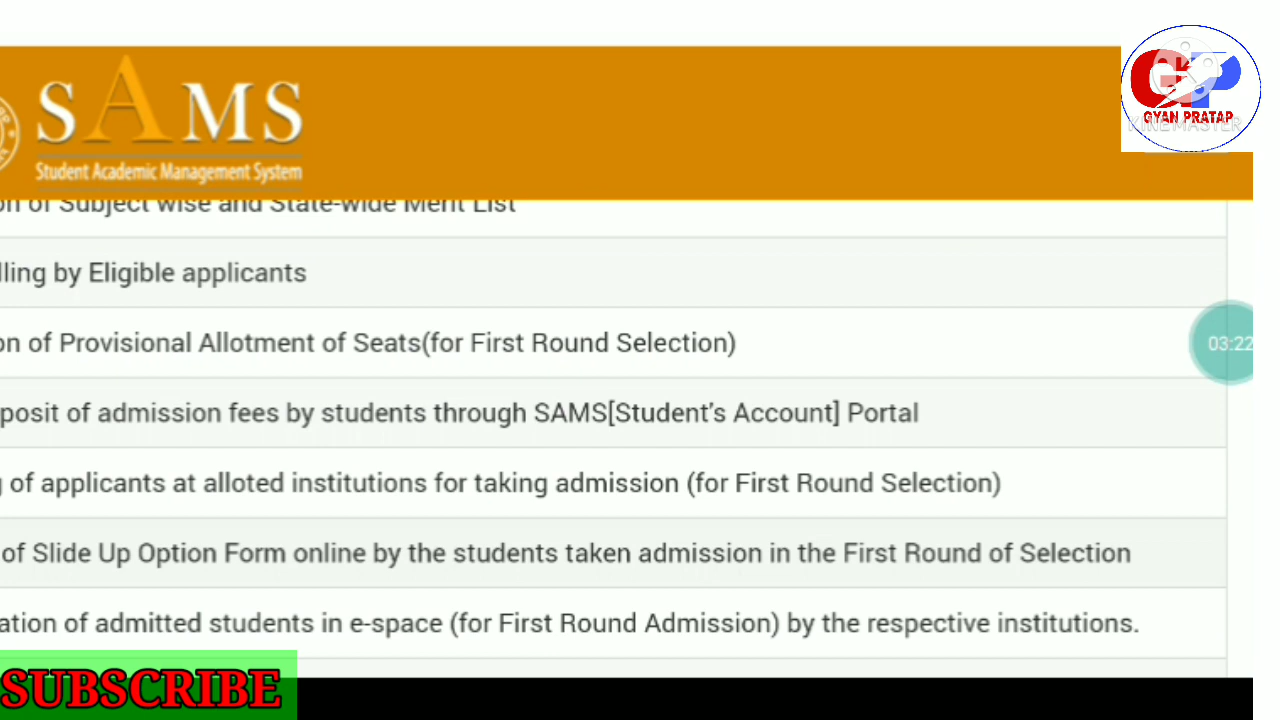 SAMS
Student Academic Management System
GP
GYAN PRATAP
KINEMASTER
on of Subject wise and State-wide Merit List
lling by Eligible applicants
on of Provisional Allotment of Seats(for First Round Selection)
03:22
posit of admission fees by students through SAMS[Student's Account] Portal
g of applicants at alloted institutions for taking admission (for First Round Selection)
of Slide Up Option Form online by the students taken admission in the First Round of Selection
ation of admitted students in e-space (for First Round Admission) by the respective institutions.
SUBSCRIBE